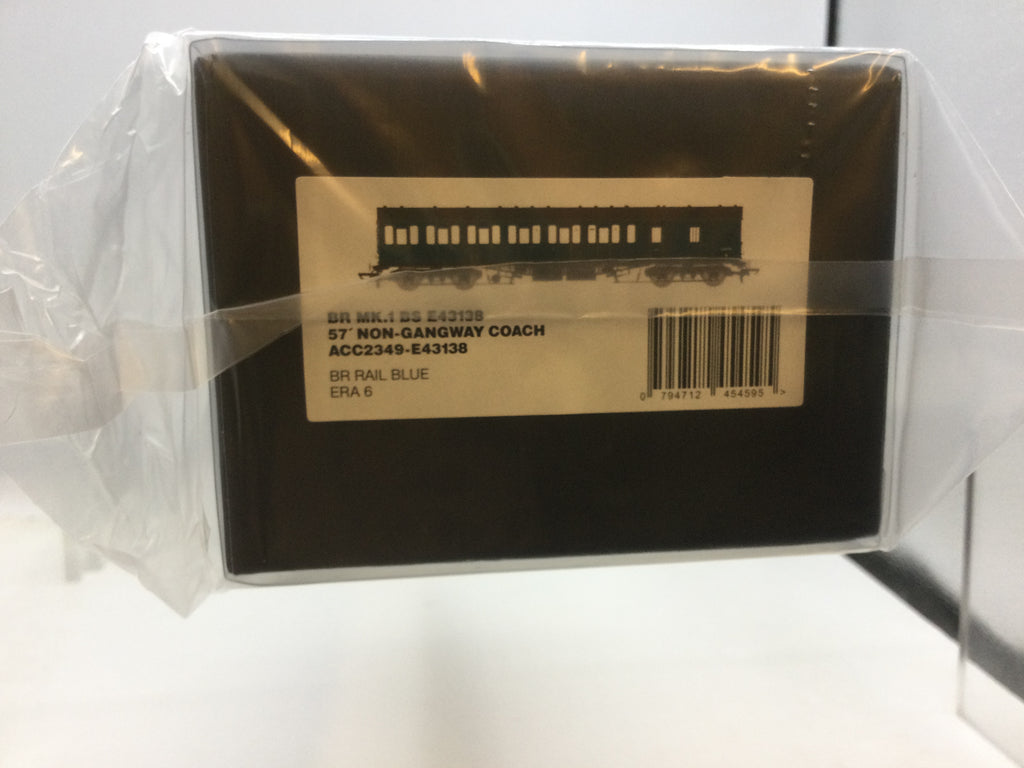 BR MK.1 BS E43138
57´ NON-GANGWAY COACH
ACC2349-E43138
BR RAIL BLUE
ERA 6
0 794712 454595 >